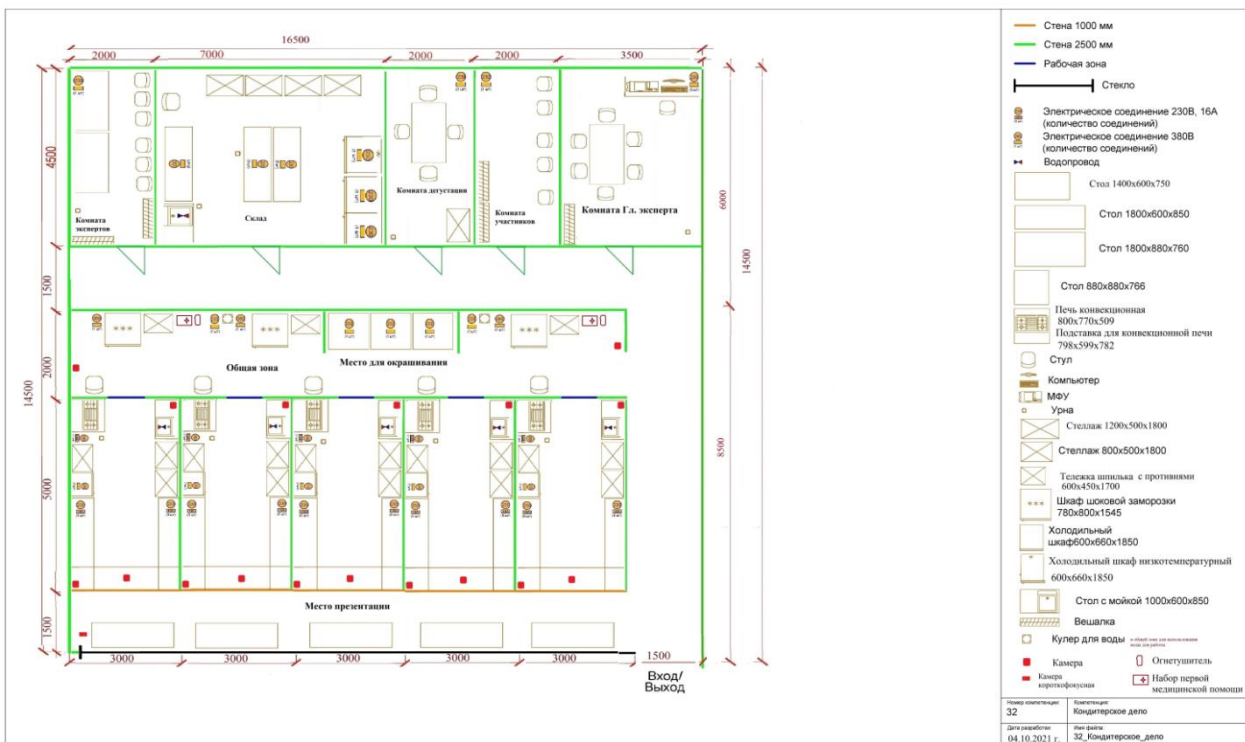 16500
2000
7000
2000
2000
3500
4500
1500
2000
14500
5000
1500
6000
14500
8500
Комната экспертов
Склад
Комната дегустации
Комната участников
Комната Гл. эксперта
Общая зона
Место для окрашивания
Место презентации
3000
3000
3000
3000
3000
1500
Вход/
Выход
Стена 1000 мм
Стена 2500 мм
Рабочая зона
Стекло
Электрическое соединение 230В, 16А
(количество соединений)
Электрическое соединение 380В
(количество соединений)
Водопровод
Стол 1400х600х750
Стол 1800х600х850
Стол 1800х880х760
Стол 880х880х766
Печь конвекционная
800х770х509
Подставка для конвекционной печи
798х599х782
Стул
Компьютер
МФУ
Урна
Стеллаж 1200х500х1800
Стеллаж 800х500х1800
Тележка шпилька с противнями
600х450х1700
Шкаф шоковой заморозки
780х800х1545
Холодильный
шкаф600х660х1850
Холодильный шкаф низкотемпературный
600х660х1850
Стол с мойкой 1000х600х850
Вешалка
Кулер для воды
Камера
Огнетушитель
Камера
короткофокусная
Набор первой
медицинской помощи
Номер компетенции:
32
Компетенция:
Кондитерское дело
Дата разработки
04.10.2021 г.
Имя файла:
32_Кондитерское_дело